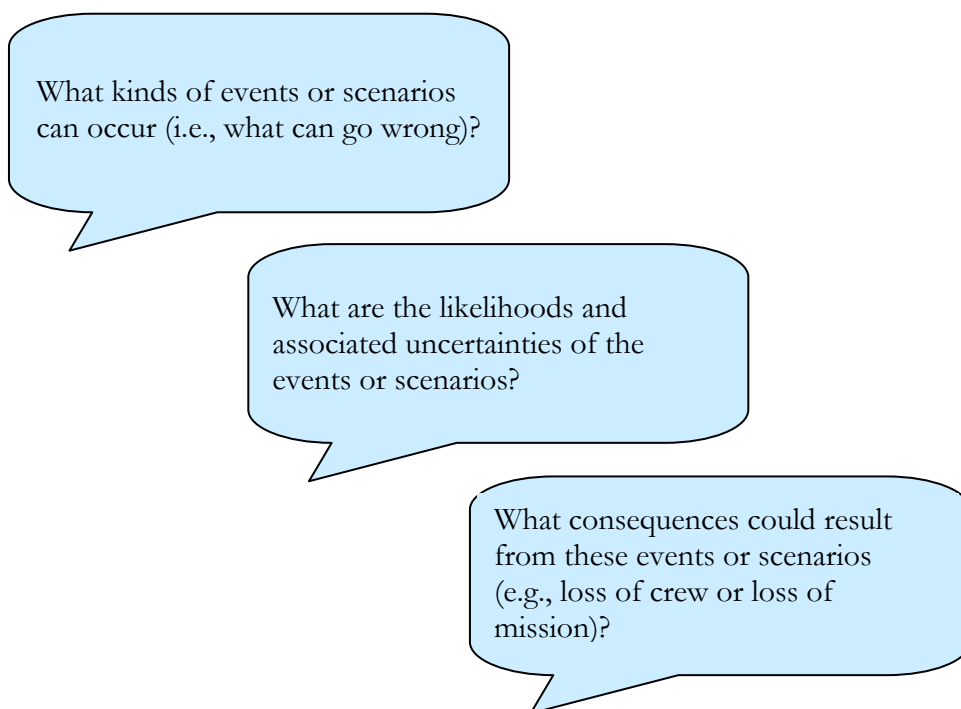 What kinds of events or scenarios
can occur (i.e., what can go wrong)?
What are the likelihoods and
associated uncertainties of the
events or scenarios?
What consequences could result
from these events or scenarios
(e.g., loss of crew or loss of
mission)?